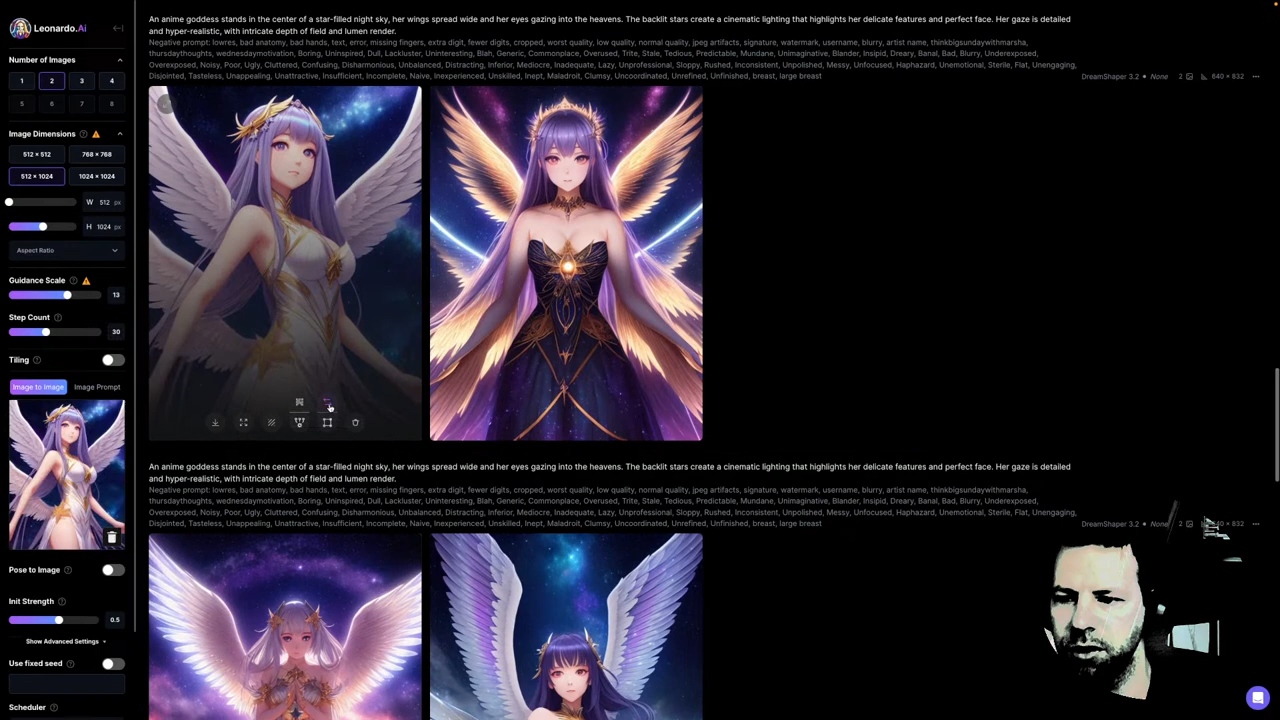 Leonardo.Ai
Number of Images
1 2 3 4
5 6 7 8
Image Dimensions
512 × 512 768 × 768
512 × 1024 1024 × 1024
W 512 px
H 1024 px
Aspect Ratio
Guidance Scale
13
Step Count
30
Tiling
Image to Image Image Prompt
Pose to Image
Init Strength
0.5
Show Advanced Settings
Use fixed seed
Scheduler
An anime goddess stands in the center of a star-filled night sky, her wings spread wide and her eyes gazing into the heavens. The backlit stars create a cinematic lighting that highlights her delicate features and perfect face. Her gaze is detailed
and hyper-realistic, with intricate depth of field and lumen render.
Negative prompt: lowres, bad anatomy, bad hands, text, error, missing fingers, extra digit, fewer digits, cropped, worst quality, low quality, normal quality, jpeg artifacts, signature, watermark, username, blurry, artist name, thinkbigsundaywithmarsha,
thursdaythoughts, wednesdaymotivation, Boring, Uninspired, Dull, Lackluster, Uninteresting, Blah, Generic, Commonplace, Overused, Trite, Stale, Tedious, Predictable, Mundane, Unimaginative, Blander, Insipid, Dreary, Banal, Bad, Blurry, Underexposed,
Overexposed, Noisy, Poor, Ugly, Cluttered, Confusing, Disharmonious, Unbalanced, Distracting, Inferior, Mediocre, Inadequate, Lazy, Unprofessional, Sloppy, Rushed, Inconsistent, Unpolished, Messy, Unfocused, Haphazard, Unemotional, Sterile, Flat, Unengaging,
Disjointed, Tasteless, Unappealing, Unattractive, Insufficient, Incomplete, Naive, Inexperienced, Unskilled, Inept, Maladroit, Clumsy, Uncoordinated, Unrefined, Unfinished, breast, large breast
DreamShaper 3.2 • None 2 640 × 832
An anime goddess stands in the center of a star-filled night sky, her wings spread wide and her eyes gazing into the heavens. The backlit stars create a cinematic lighting that highlights her delicate features and perfect face. Her gaze is detailed
and hyper-realistic, with intricate depth of field and lumen render.
Negative prompt: lowres, bad anatomy, bad hands, text, error, missing fingers, extra digit, fewer digits, cropped, worst quality, low quality, normal quality, jpeg artifacts, signature, watermark, username, blurry, artist name, thinkbigsundaywithmarsha,
thursdaythoughts, wednesdaymotivation, Boring, Uninspired, Dull, Lackluster, Uninteresting, Blah, Generic, Commonplace, Overused, Trite, Stale, Tedious, Predictable, Mundane, Unimaginative, Blander, Insipid, Dreary, Banal, Bad, Blurry, Underexposed,
Overexposed, Noisy, Poor, Ugly, Cluttered, Confusing, Disharmonious, Unbalanced, Distracting, Inferior, Mediocre, Inadequate, Lazy, Unprofessional, Sloppy, Rushed, Inconsistent, Unpolished, Messy, Unfocused, Haphazard, Unemotional, Sterile, Flat, Unengaging,
Disjointed, Tasteless, Unappealing, Unattractive, Insufficient, Incomplete, Naive, Inexperienced, Unskilled, Inept, Maladroit, Clumsy, Uncoordinated, Unrefined, Unfinished, breast, large breast
DreamShaper 3.2 • None 2 × 832